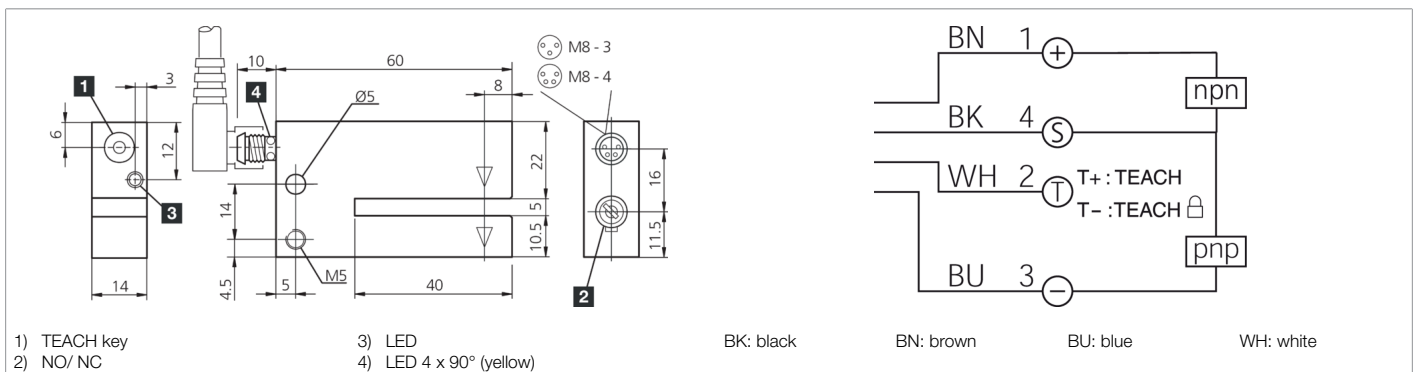 10
60
3
M8 - 3
M8 - 4
1
4
8
Ø5
6
12
22
16
3
14
5
10.5
11.5
M5
14
4.5
5
40
2
BN 1 +
npn
BK 4 S
WH 2 T T+ : TEACH
T– : TEACH
pnp
BU 3 –
1) TEACH key
2) NO/ NC
3) LED
4) LED 4 x 90° (yellow)
BK: black
BN: brown
BU: blue
WH: white